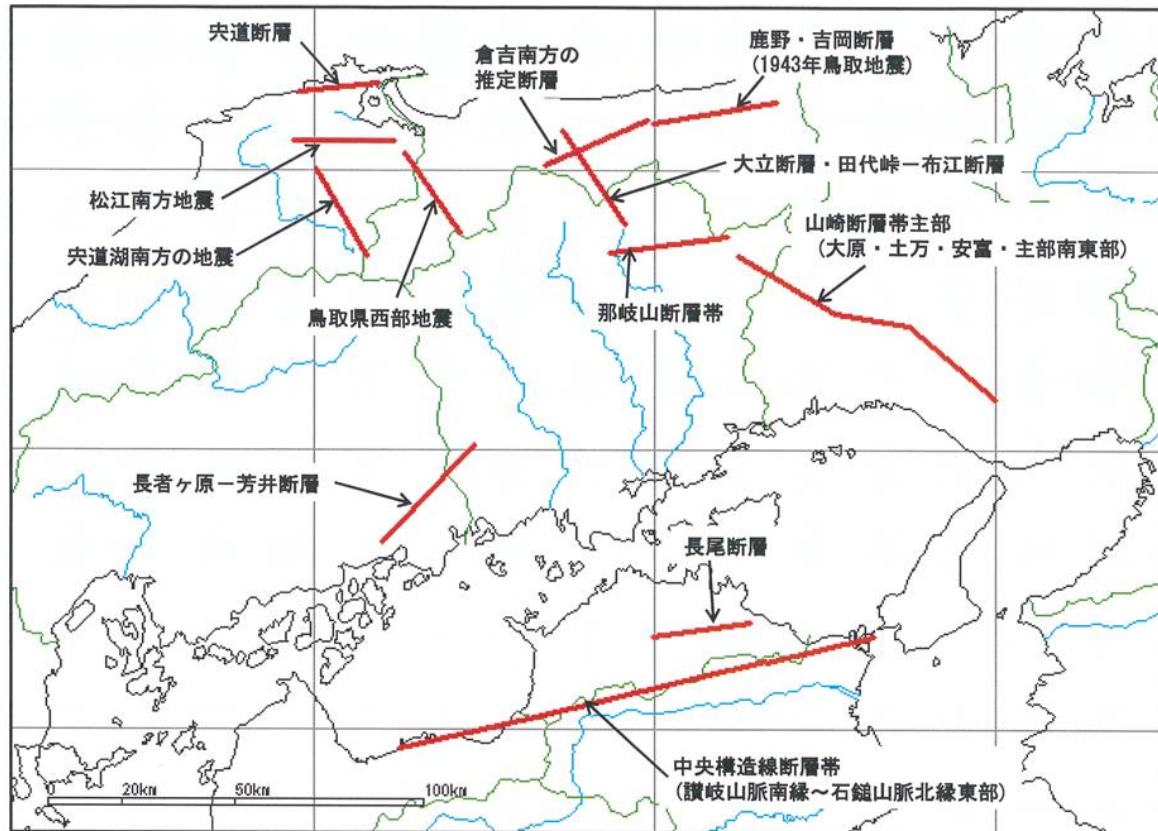 宍道断層
倉吉南方の
推定断層
鹿野・吉岡断層
(1943年鳥取地震)
大立断層・田代峠ー布江断層
松江南方地震
宍道湖南方の地震
鳥取県西部地震
那岐山断層帯
山崎断層帯主部
(大原・土万・安富・主部南東部)
長者ヶ原ー芳井断層
長尾断層
中央構造線断層帯
(讃岐山脈南縁～石鎚山脈北縁東部)
20km
50km
100km